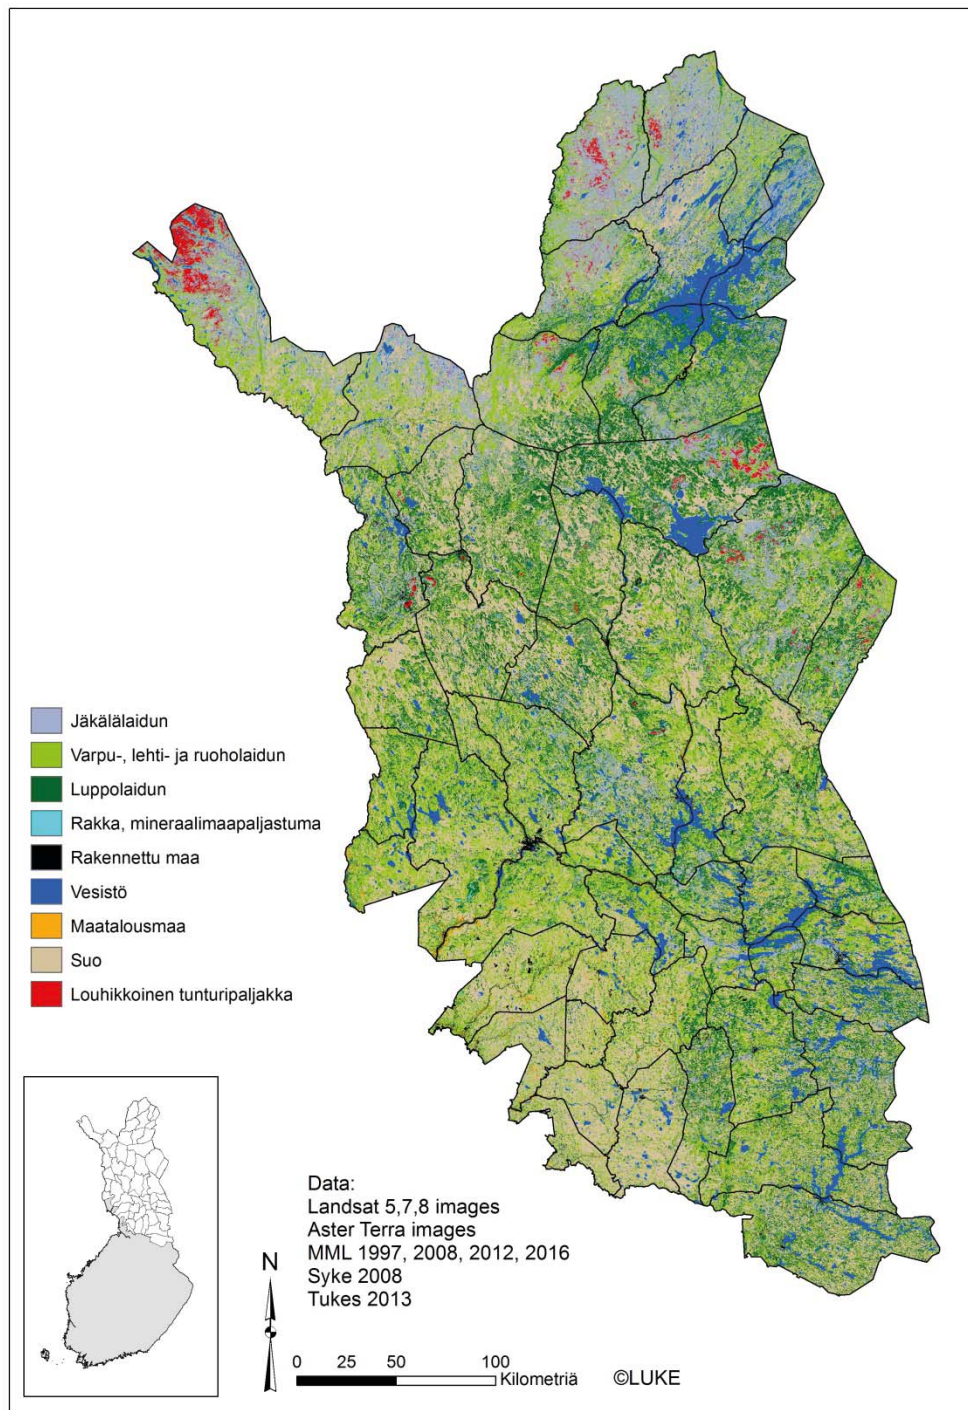 Jäkälälaidun
Varpu-, lehti- ja ruoholaidun
Luppolaidun
Rakka, mineraalimaapaljastuma
Rakennettu maa
Vesistö
Maatalousmaa
Suo
Louhikkoinen tunturipaljakka
Data:
Landsat 5,7,8 images
Aster Terra images
MML 1997, 2008, 2012, 2016
Syke 2008
Tukes 2013
N
0 25 50 100
Kilometriä
©LUKE